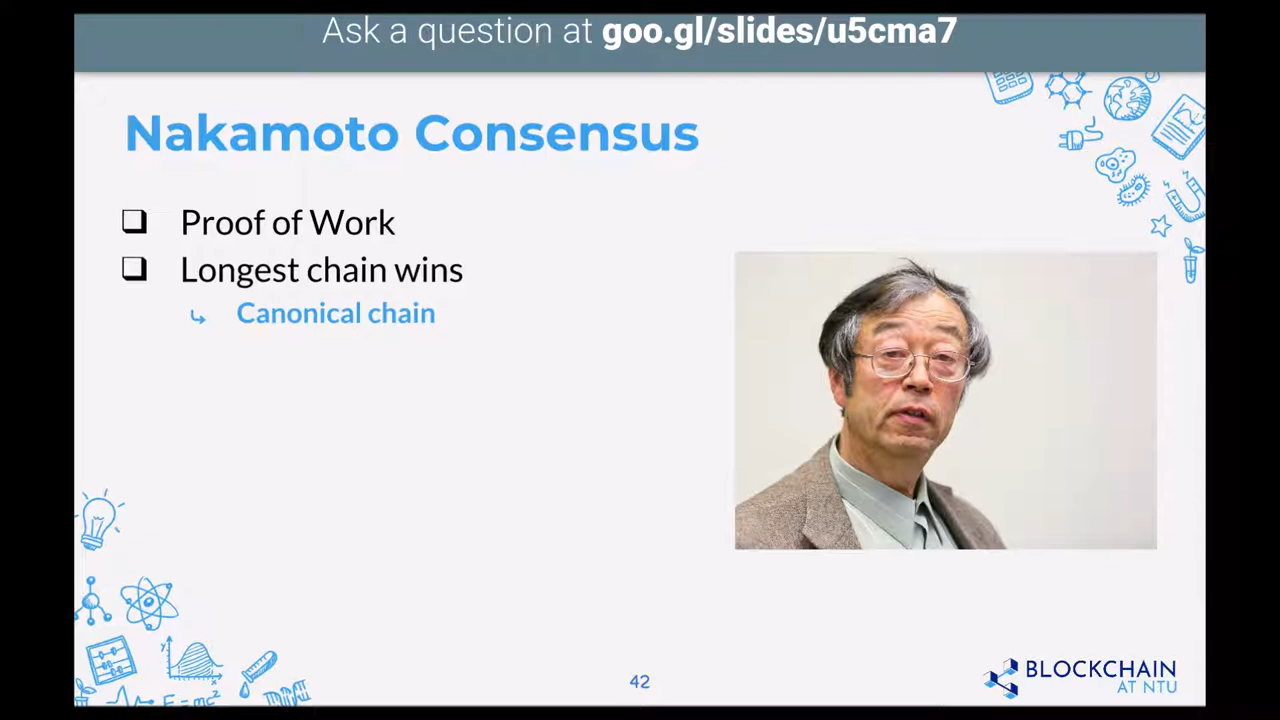 Ask a question at goo.gl/slides/u5cma7
Nakamoto Consensus
❑ Proof of Work
❑ Longest chain wins
↳ Canonical chain
y
x
E=mc²
42
BLOCKCHAIN
AT NTU